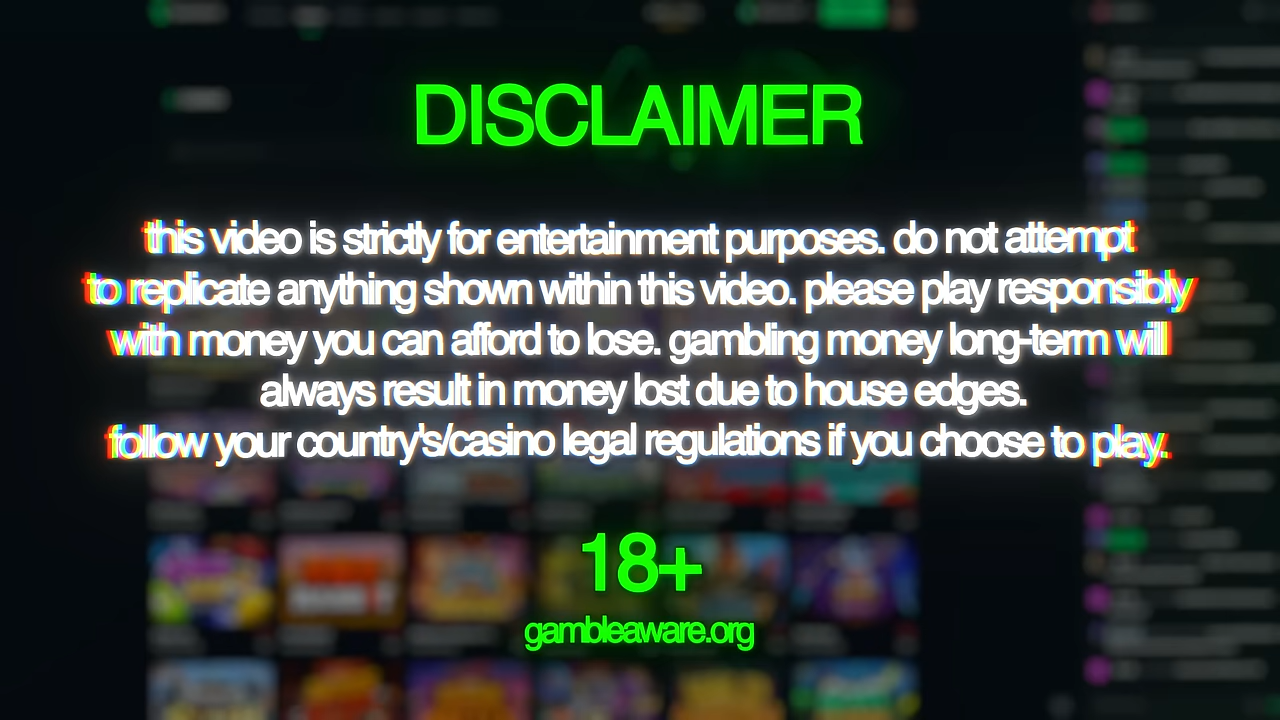 DISCLAIMER
this video is strictly for entertainment purposes. do not attempt
to replicate anything shown within this video. please play responsibly
with money you can afford to lose. gambling money long-term will
always result in money lost due to house edges.
follow your country's/casino legal regulations if you choose to play.
18+
gambleaware.org